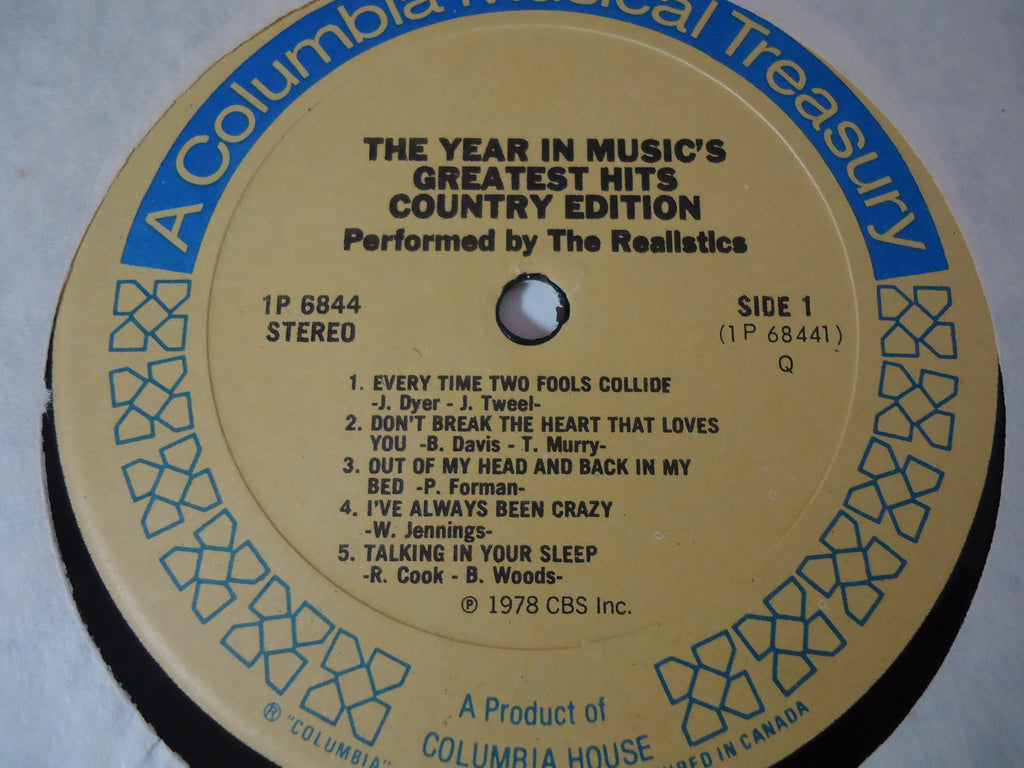 A Columbia Musical Treasury
THE YEAR IN MUSIC'S
GREATEST HITS
COUNTRY EDITION
Performed by The Realistics
1P 6844
STEREO
SIDE 1
(1P 68441)
Q
1. EVERY TIME TWO FOOLS COLLIDE
-J. Dyer - J. Tweel-
2. DON'T BREAK THE HEART THAT LOVES
YOU -B. Davis - T. Murry-
3. OUT OF MY HEAD AND BACK IN MY
BED -P. Forman-
4. I'VE ALWAYS BEEN CRAZY
-W. Jennings-
5. TALKING IN YOUR SLEEP
-R. Cook - B. Woods-
℗ 1978 CBS Inc.
A Product of
COLUMBIA HOUSE
® "COLUMBIA"
IN CANADA